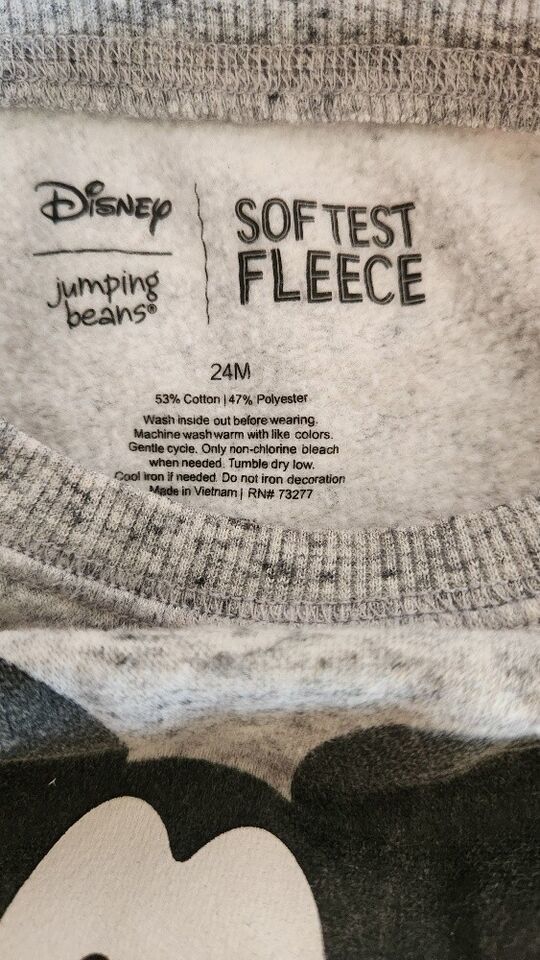 Disney
jumping
beans®
SOFTEST
FLEECE
24M
53% Cotton | 47% Polyester
Wash inside out before wearing.
Machine wash warm with like colors.
Gentle cycle. Only non-chlorine bleach
when needed. Tumble dry low.
Cool iron if needed. Do not iron decoration
Made in Vietnam | RN# 73277